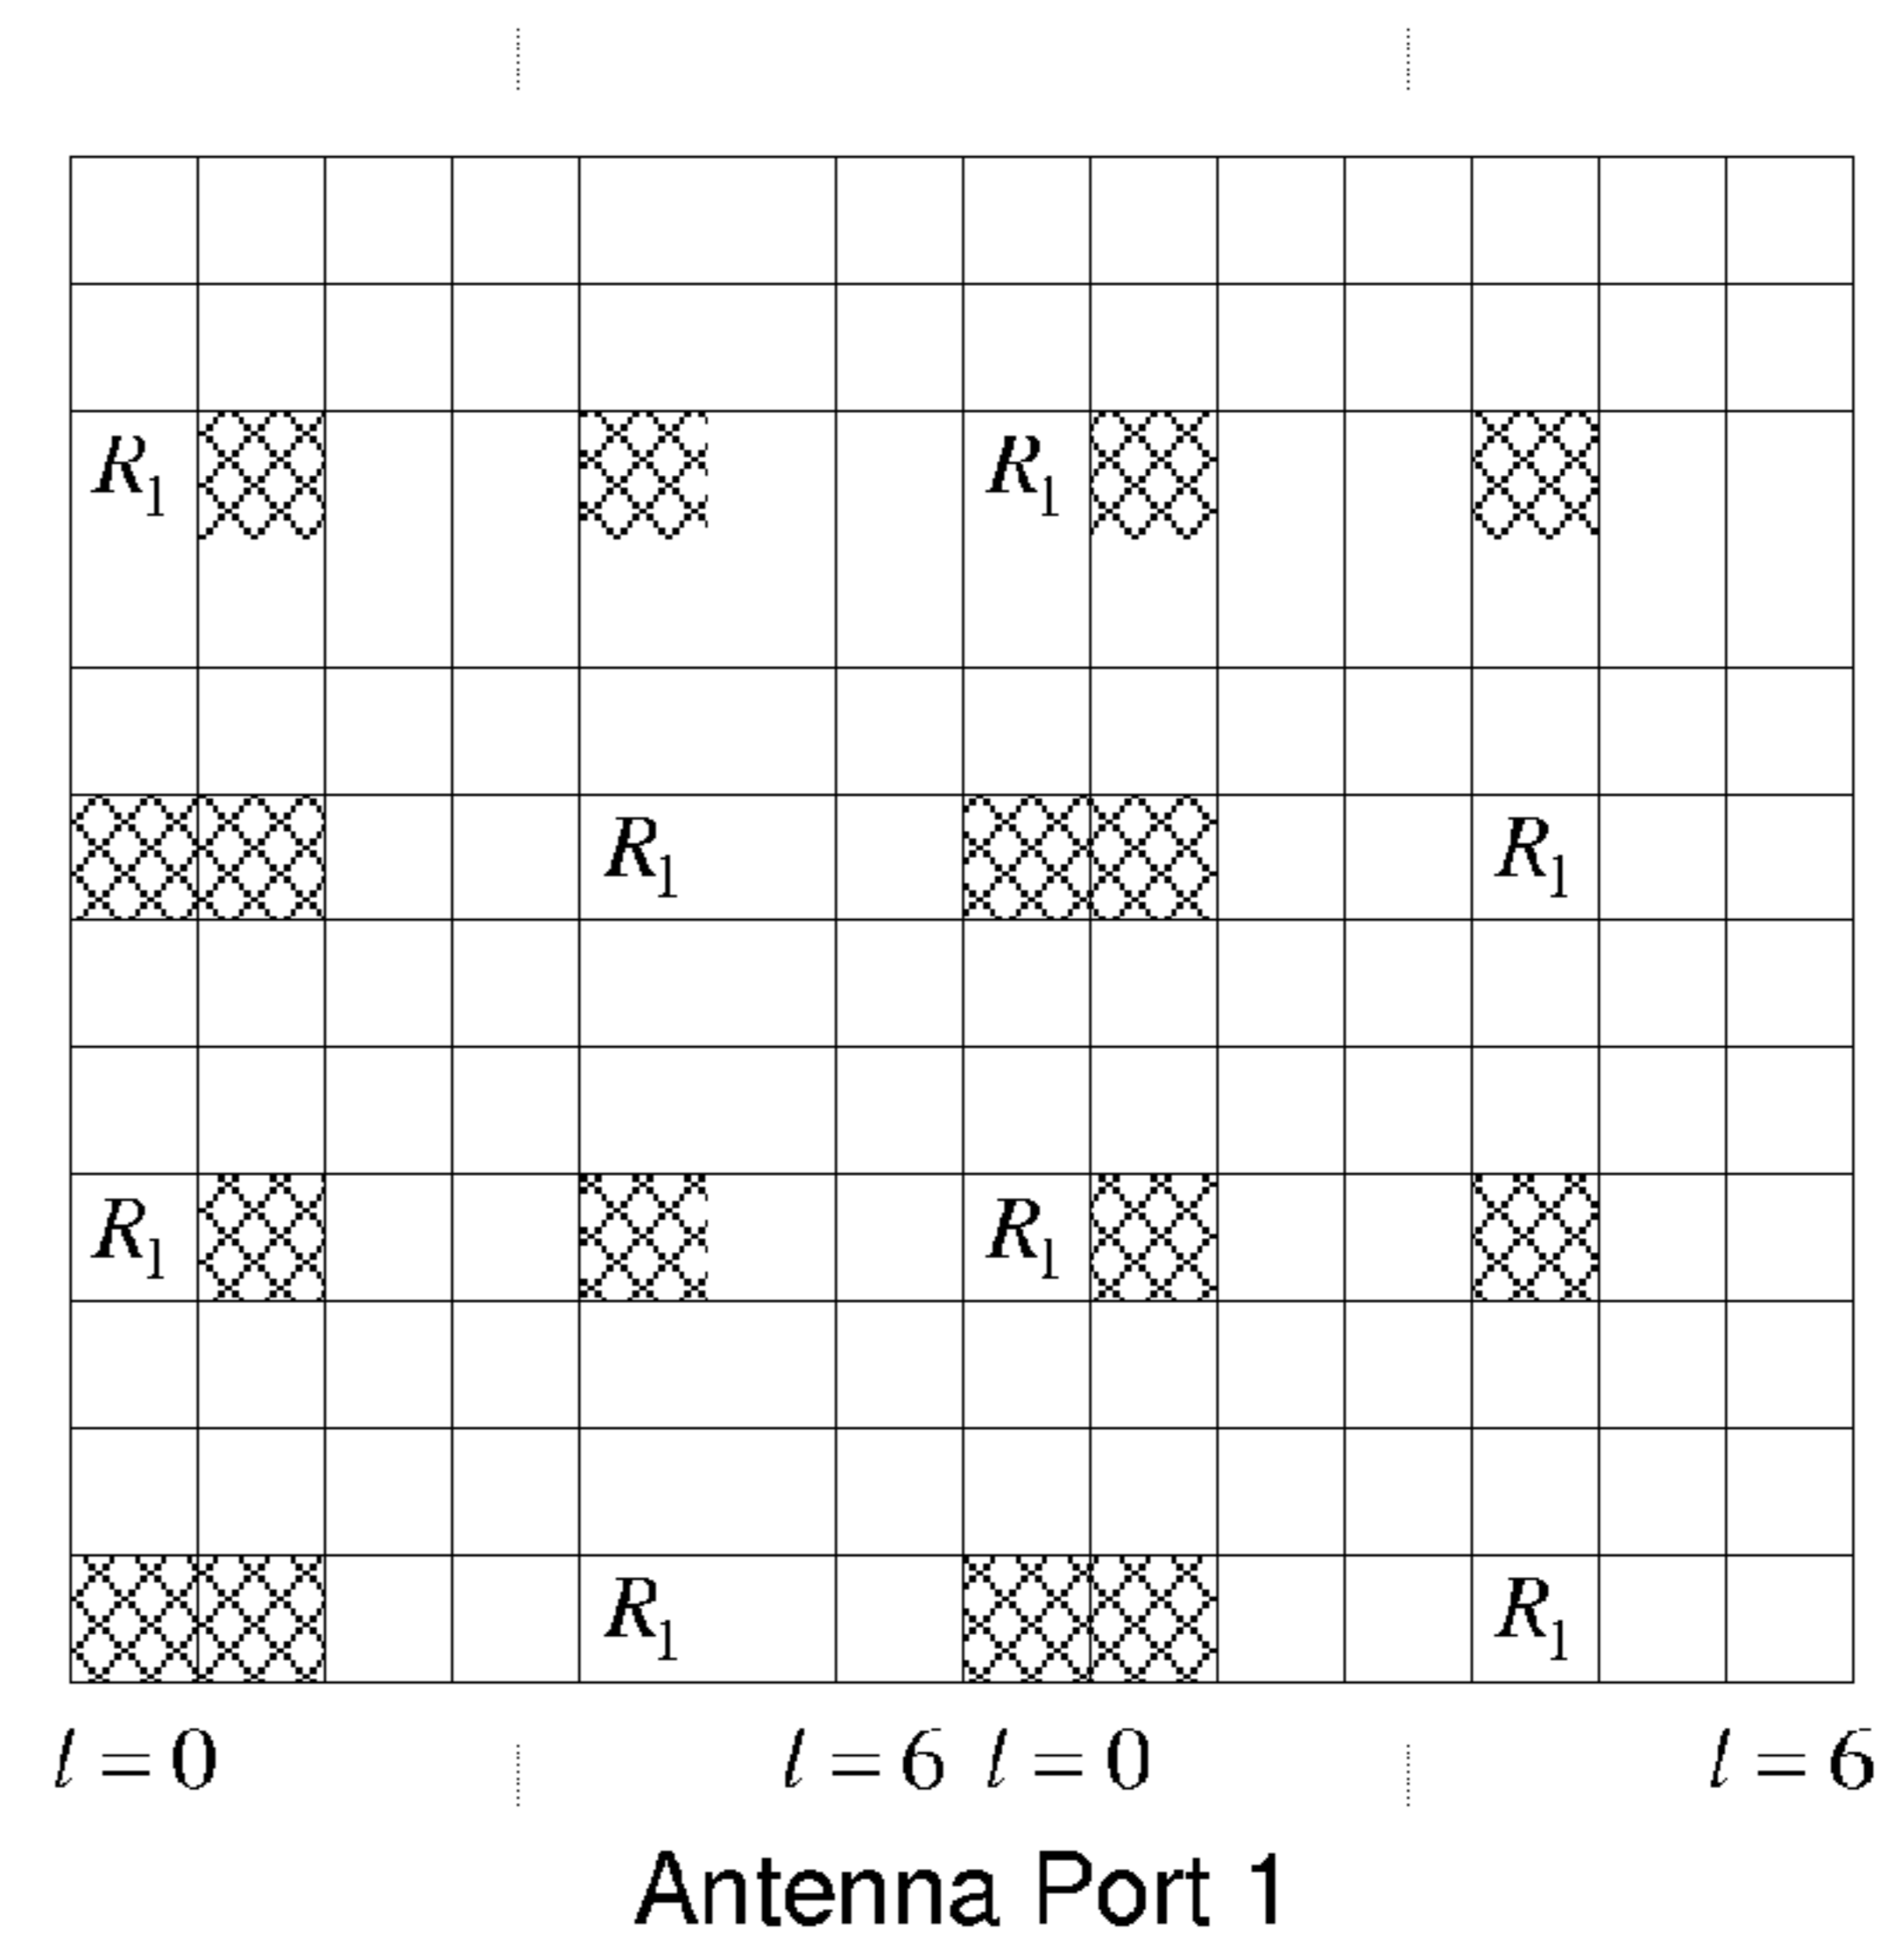 R₁ R₁
R₁ R₁
R₁ R₁
R₁ R₁
l = 0 l = 6 l = 0 l = 6
Antenna Port 1